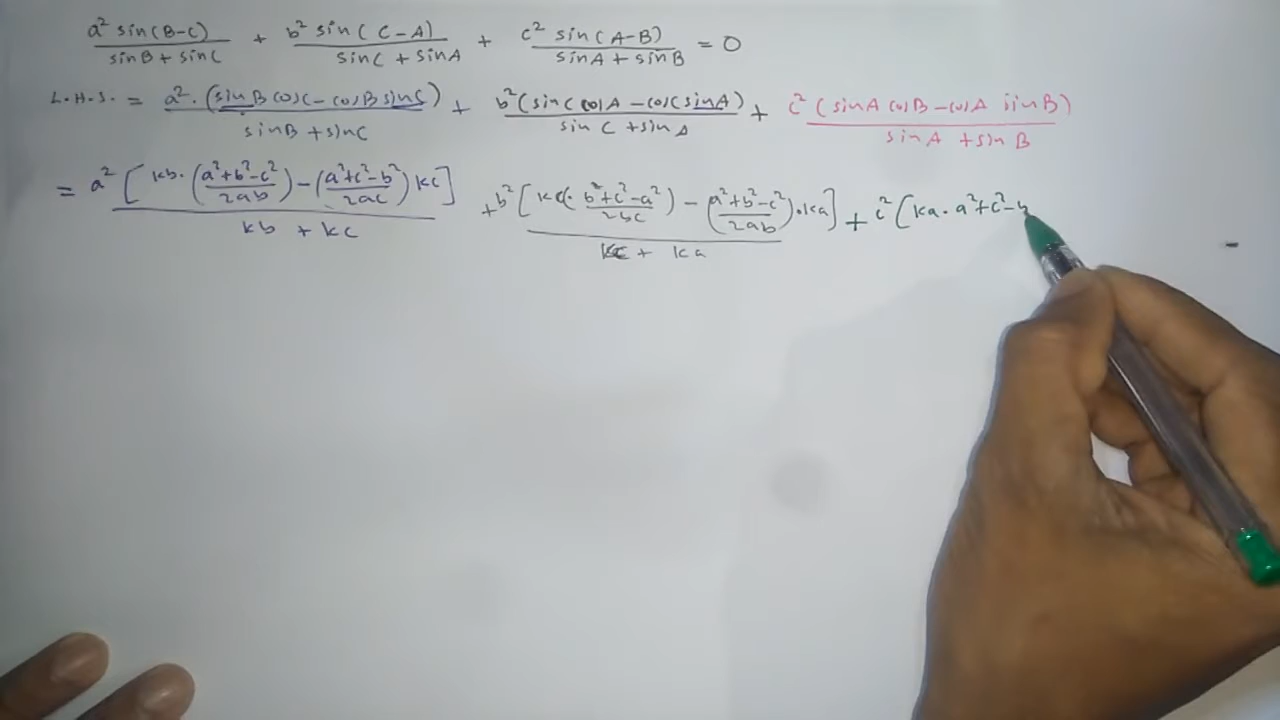 a² sin(B-C) / sinB + sinC + b² sin(C-A) / sinC + sinA + c² sin(A-B) / sinA + sinB = 0
L.H.S. = a².(sinB cosC - cosB sinC) / sinB + sinC + b²(sinC cosA - cosC sinA) / sinC + sinA + c²(sinA cosB - cosA sinB) / sinA + sinB
= a²[kb.(a²+b²-c² / 2ab) - (a²+c²-b² / 2ac) kc] / kb + kc + b²[kc(. b²+c²-a² / 2bc) - (a²+b²-c² / 2ab).ka] / kc + ka + c²[ka. a²+c²-b